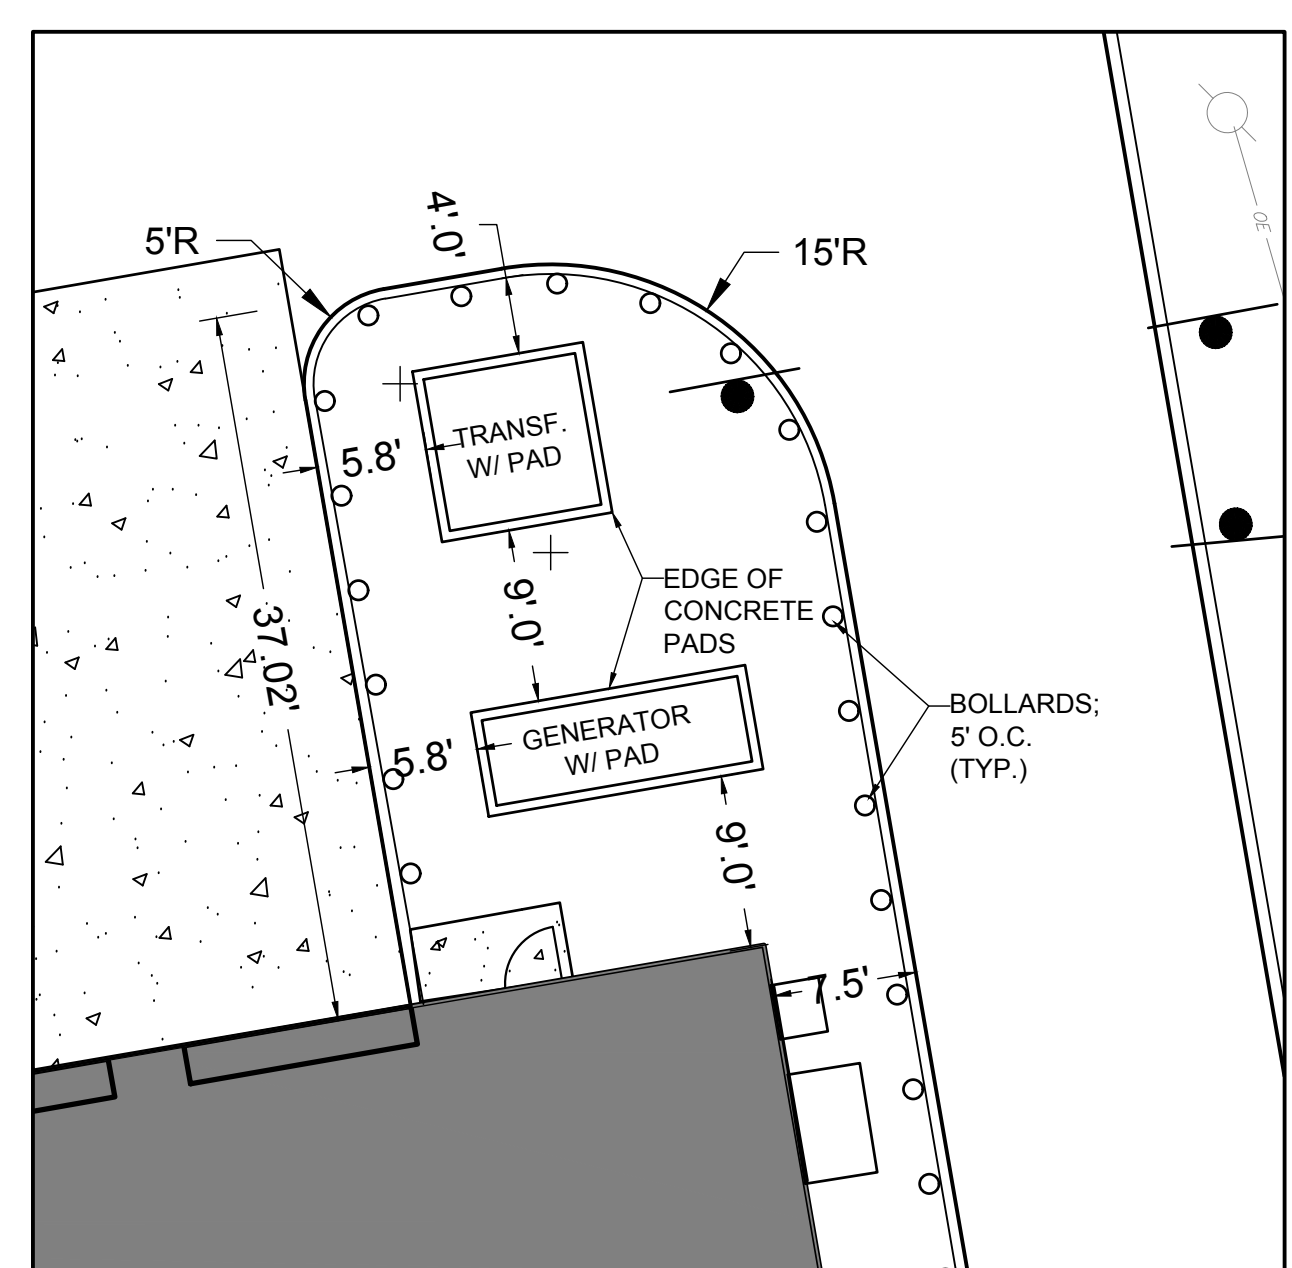 OE
4'.0'
5'R
15'R
TRANSF.
W/ PAD
5.8'
EDGE OF
CONCRETE
PADS
9'.0'
37.02'
BOLLARDS;
5' O.C.
(TYP.)
GENERATOR
W/ PAD
5.8'
9'.0'
7.5'